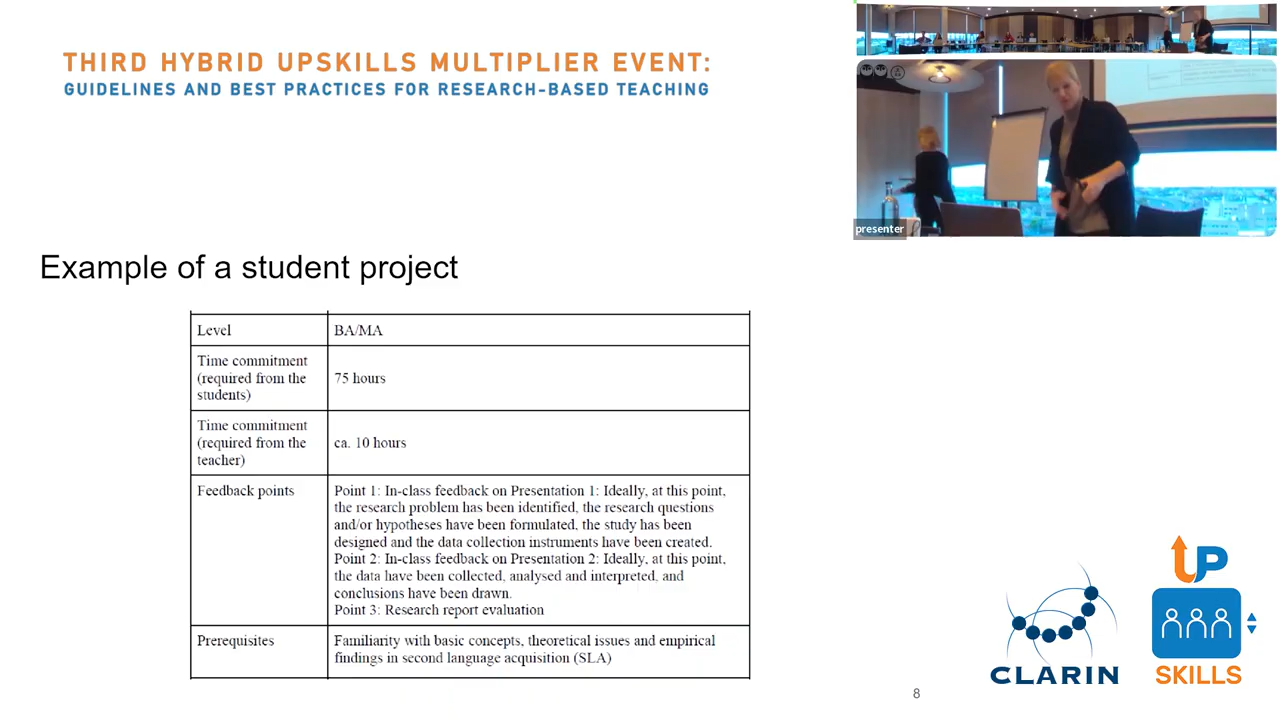 THIRD HYBRID UPSKILLS MULTIPLIER EVENT:
GUIDELINES AND BEST PRACTICES FOR RESEARCH-BASED TEACHING
presenter
Example of a student project
Level
BA/MA
Time commitment
(required from the
students)
75 hours
Time commitment
(required from the
teacher)
ca. 10 hours
Feedback points
Point 1: In-class feedback on Presentation 1: Ideally, at this point,
the research problem has been identified, the research questions
and/or hypotheses have been formulated, the study has been
designed and the data collection instruments have been created.
Point 2: In-class feedback on Presentation 2: Ideally, at this point,
the data have been collected, analysed and interpreted, and
conclusions have been drawn.
Point 3: Research report evaluation
Prerequisites
Familiarity with basic concepts, theoretical issues and empirical
findings in second language acquisition (SLA)
CLARIN
UP
SKILLS
8